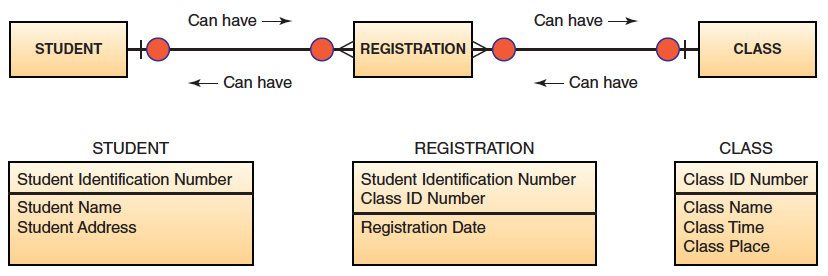 Can have
Can have
STUDENT
REGISTRATION
CLASS
Can have
Can have
STUDENT
Student Identification Number
Student Name
Student Address
REGISTRATION
Student Identification Number
Class ID Number
Registration Date
CLASS
Class ID Number
Class Name
Class Time
Class Place